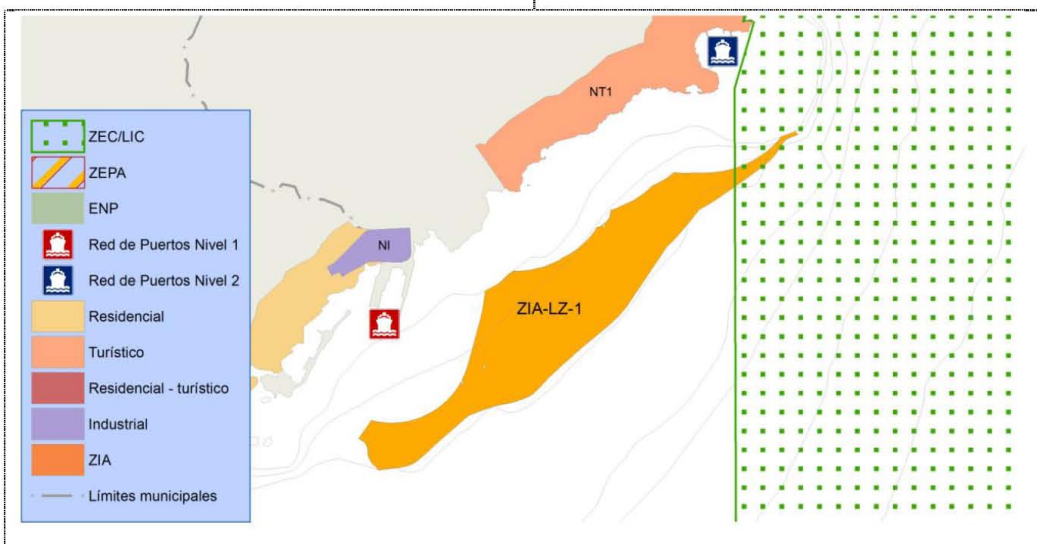 NT1
ZEC/LIC
ZEPA
ENP
Red de Puertos Nivel 1
Red de Puertos Nivel 2
Residencial
Turístico
Residencial - turístico
Industrial
ZIA
Límites municipales
NI
ZIA-LZ-1